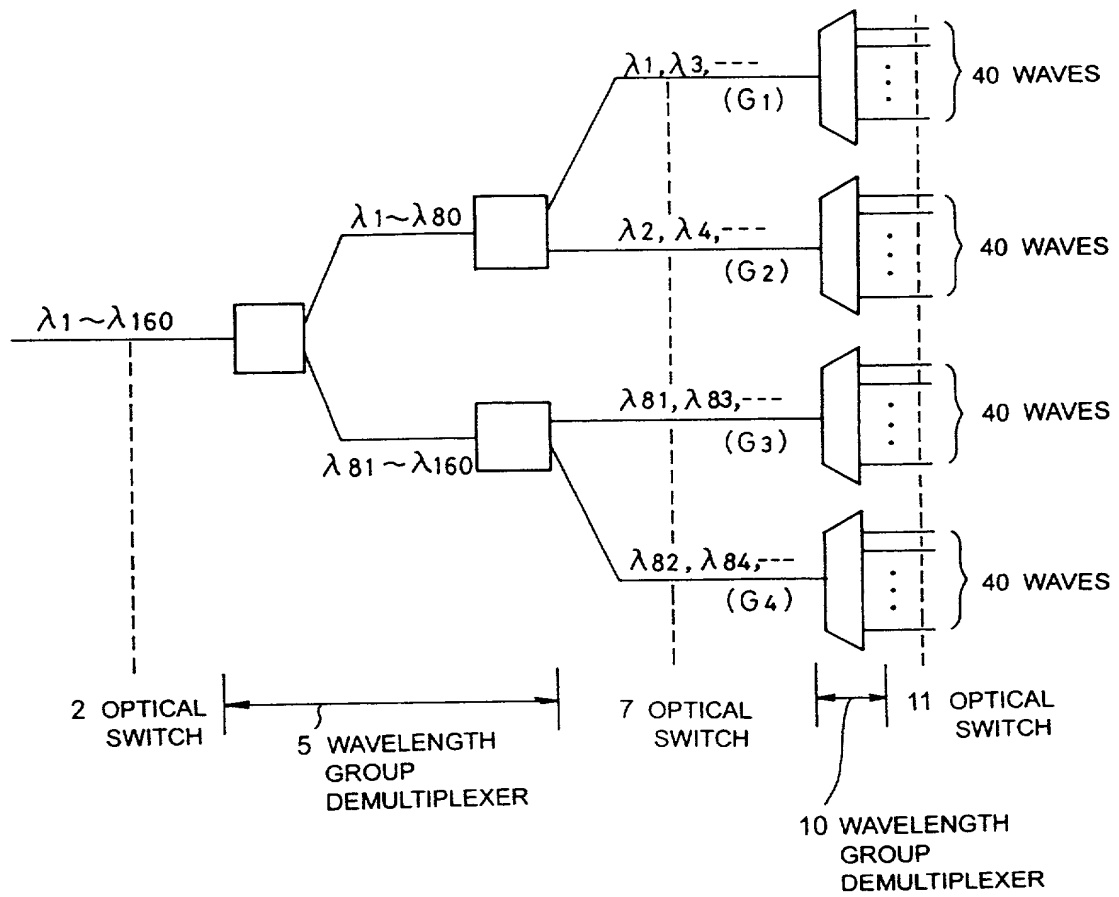 λ1, λ3,---
(G1)
40 WAVES
λ1~λ80
λ2, λ4,---
(G2)
40 WAVES
λ1~λ160
λ81, λ83,---
(G3)
40 WAVES
λ81~λ160
λ82, λ84,---
(G4)
40 WAVES
2 OPTICAL
SWITCH
5 WAVELENGTH
GROUP
DEMULTIPLEXER
7 OPTICAL
SWITCH
11 OPTICAL
SWITCH
10 WAVELENGTH
GROUP
DEMULTIPLEXER